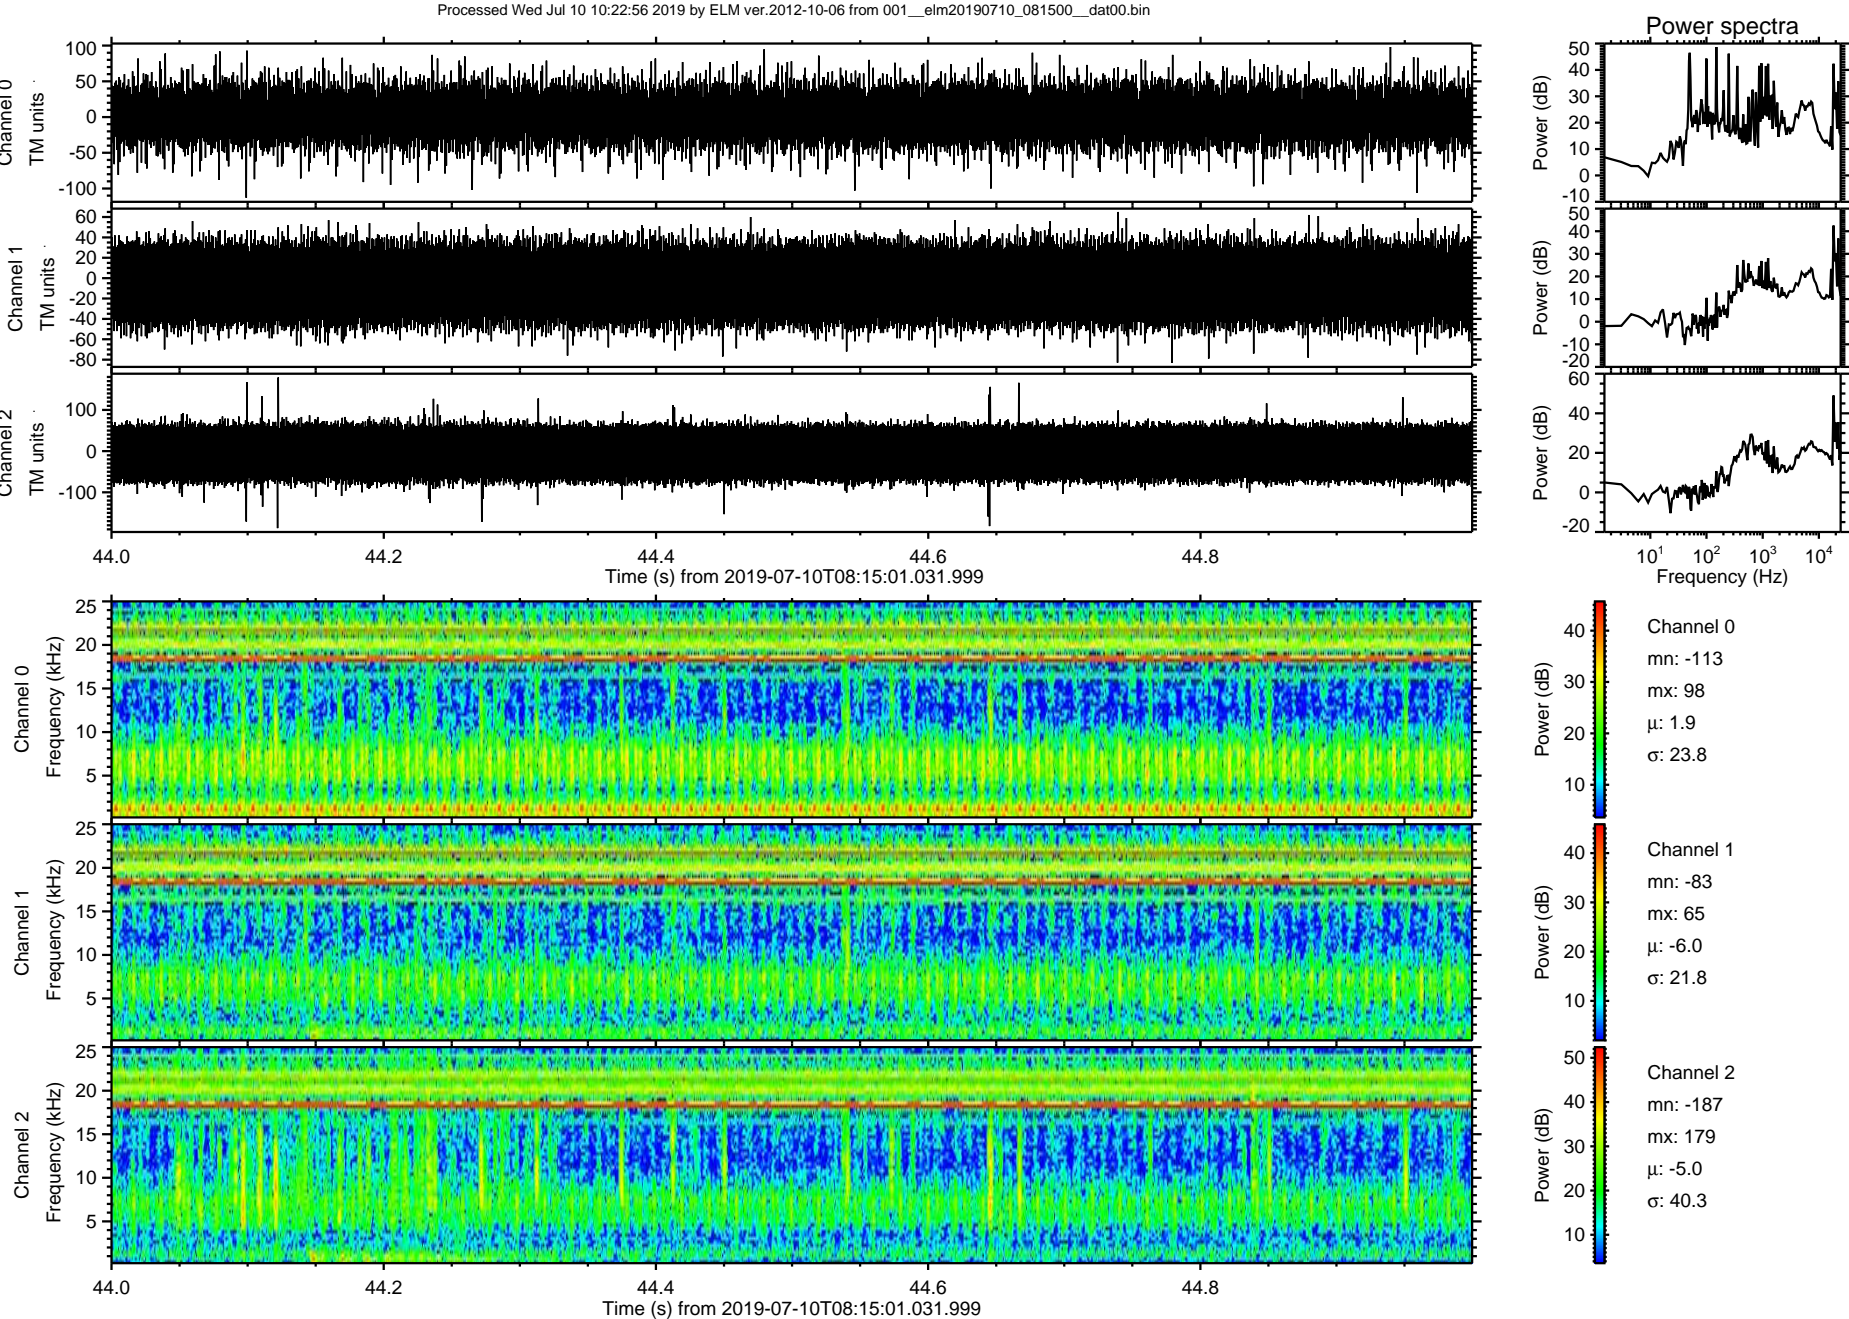 Processed Wed Jul 10 10:22:56 2019 by ELM ver.2012-10-06 from 001__elm20190710_081500__dat00.bin
Power spectra
Channel 0
TM units
100
50
0
-50
-100
Power (dB)
50
40
30
20
10
0
-10
Channel 1
TM units
60
40
20
0
-20
-40
-60
-80
Power (dB)
50
40
30
20
10
0
-10
-20
Channel 2
TM units
100
0
-100
Power (dB)
60
40
20
0
-20
44.0 44.2 44.4 44.6 44.8
Time (s) from 2019-07-10T08:15:01.031.999
10¹ 10² 10³ 10⁴
Frequency (Hz)
Channel 0
Frequency (kHz)
25
20
15
10
5
Power (dB)
40
30
20
10
Channel 0
mn: -113
mx: 98
μ: 1.9
σ: 23.8
Channel 1
Frequency (kHz)
25
20
15
10
5
Power (dB)
40
30
20
10
Channel 1
mn: -83
mx: 65
μ: -6.0
σ: 21.8
Channel 2
Frequency (kHz)
25
20
15
10
5
Power (dB)
50
40
30
20
10
Channel 2
mn: -187
mx: 179
μ: -5.0
σ: 40.3
44.0 44.2 44.4 44.6 44.8
Time (s) from 2019-07-10T08:15:01.031.999